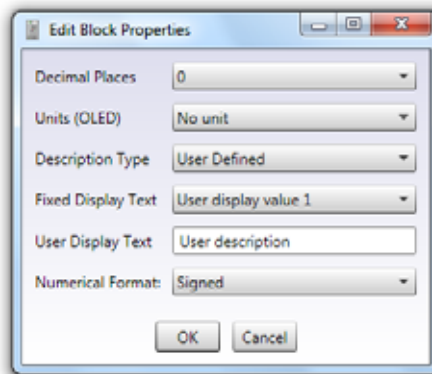 Edit Block Properties
Decimal Places 0
Units (OLED) No unit
Description Type User Defined
Fixed Display Text User display value 1
User Display Text User description
Numerical Format: Signed
OK Cancel